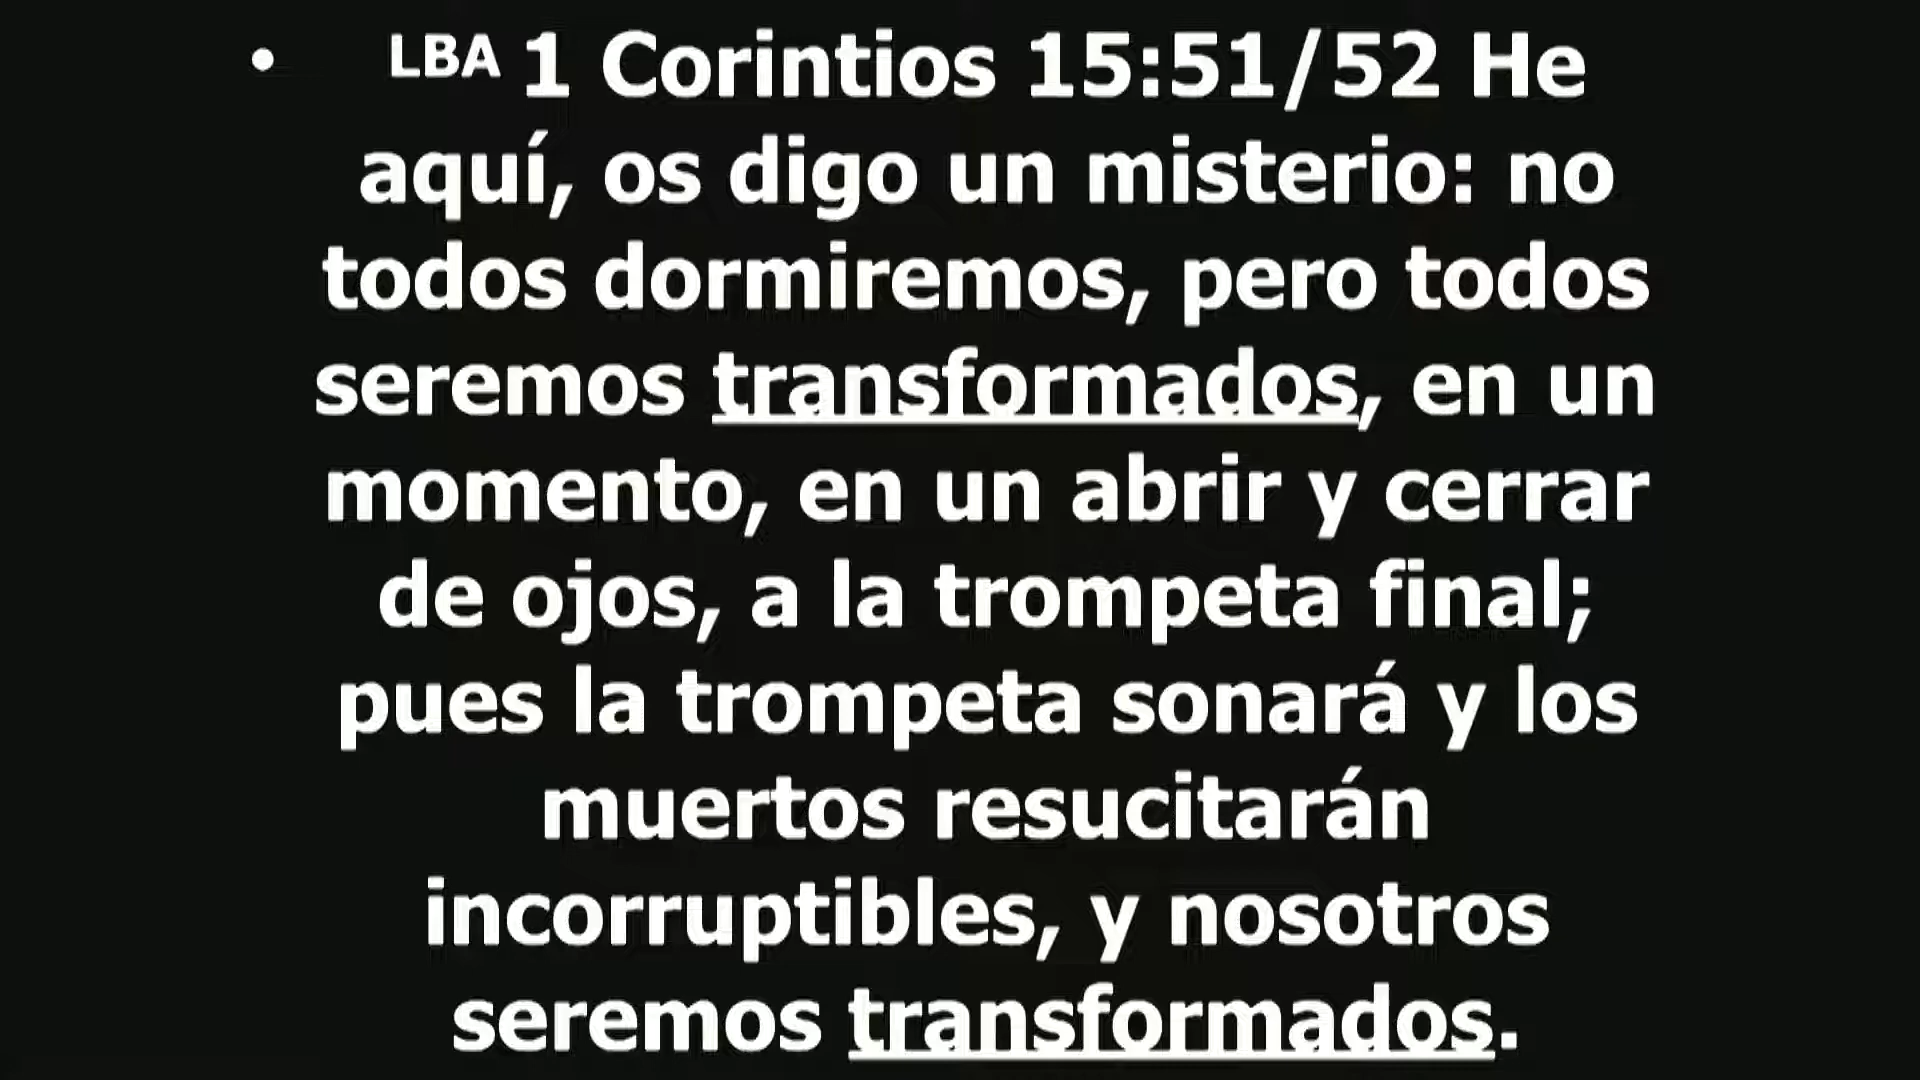 • LBA 1 Corintios 15:51/52 He
aquí, os digo un misterio: no
todos dormiremos, pero todos
seremos transformados, en un
momento, en un abrir y cerrar
de ojos, a la trompeta final;
pues la trompeta sonará y los
muertos resucitarán
incorruptibles, y nosotros
seremos transformados.